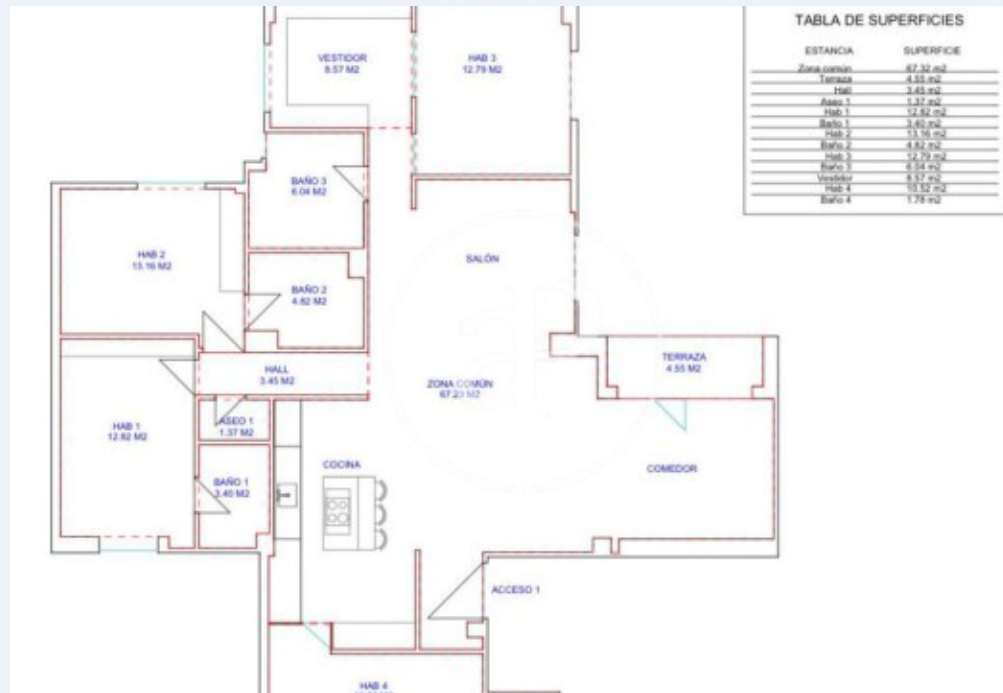 TABLA DE SUPERFICIES
ESTANCIA SUPERFICIE
Zona común 67.32 m2
Terraza 4.55 m2
Hall 3.45 m2
Aseo 1 1.37 m2
Hab 1 12.82 m2
Baño 1 3.40 m2
Hab 2 13.16 m2
Baño 2 4.82 m2
Hab 3 12.79 m2
Baño 3 6.04 m2
Vestidor 8.57 m2
Hab 4 10.52 m2
Baño 4 1.78 m2
VESTIDOR
8.57 M2
HAB 3
12.79 M2
BAÑO 3
6.04 M2
HAB 2
13.16 M2
SALÓN
BAÑO 2
4.82 M2
HALL
3.45 M2
TERRAZA
4.55 M2
ZONA COMÚN
67.23 M2
HAB 1
12.82 M2
ASEO 1
1.37 M2
COCINA
COMEDOR
BAÑO 1
3.40 M2
ACCESO 1
HAB 4